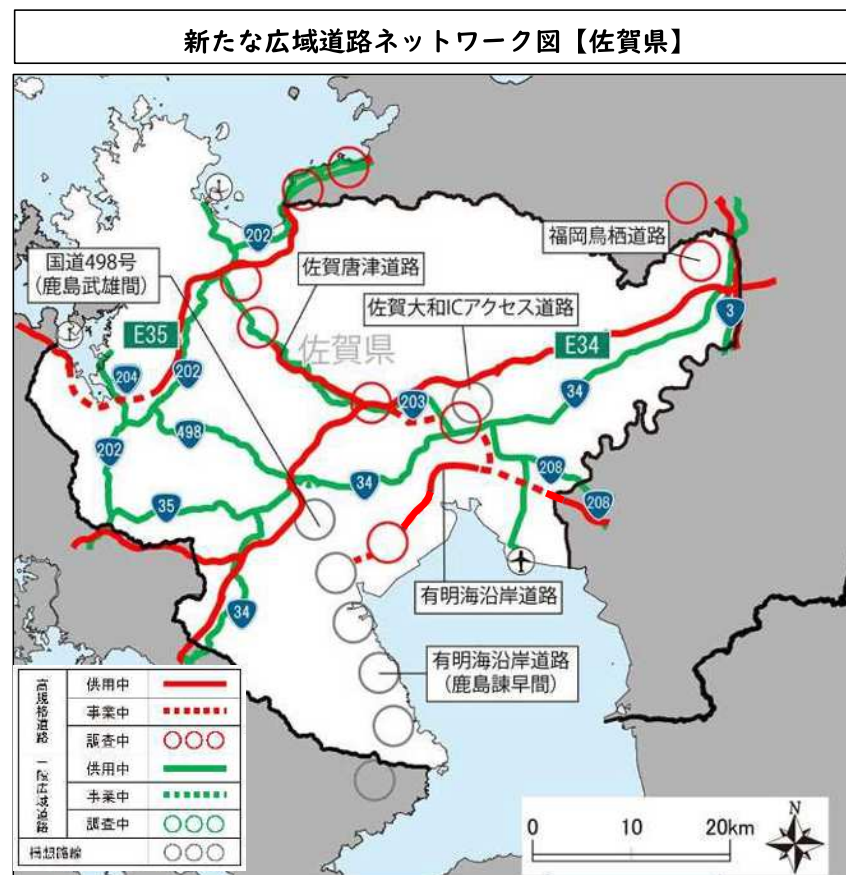 新たな広域道路ネットワーク図【佐賀県】
福岡鳥栖道路
202
国道498号
(鹿島武雄間)
佐賀唐津道路
佐賀大和ICアクセス道路
3
E35
佐賀県
E34
204
202
203
34
498
202
34
208
35
208
有明海沿岸道路
34
有明海沿岸道路
(鹿島諫早間)
高規格道路
供用中
事業中
調査中
供用中
事業中
調査中
構想路線
0 10 20km
N